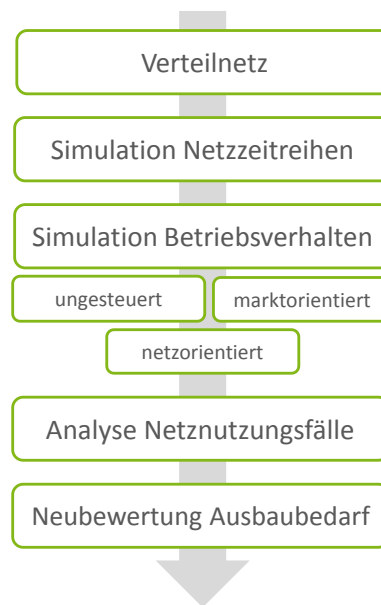 Verteilnetz
Simulation Netzzeitreihen
Simulation Betriebsverhalten
ungesteuert
marktorientiert
netzorientiert
Analyse Netznutzungsfälle
Neubewertung Ausbaubedarf